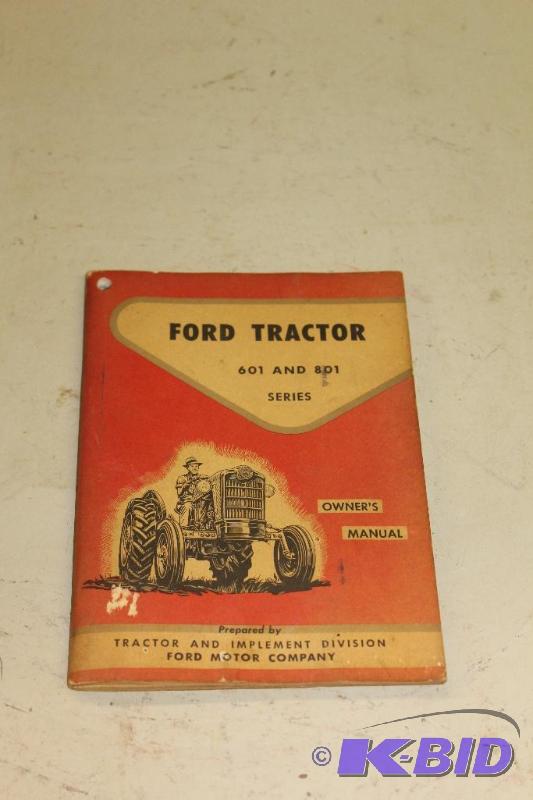 FORD TRACTOR
601 AND 801
SERIES
OWNER'S
MANUAL
Prepared by
TRACTOR AND IMPLEMENT DIVISION
FORD MOTOR COMPANY
© K-BID